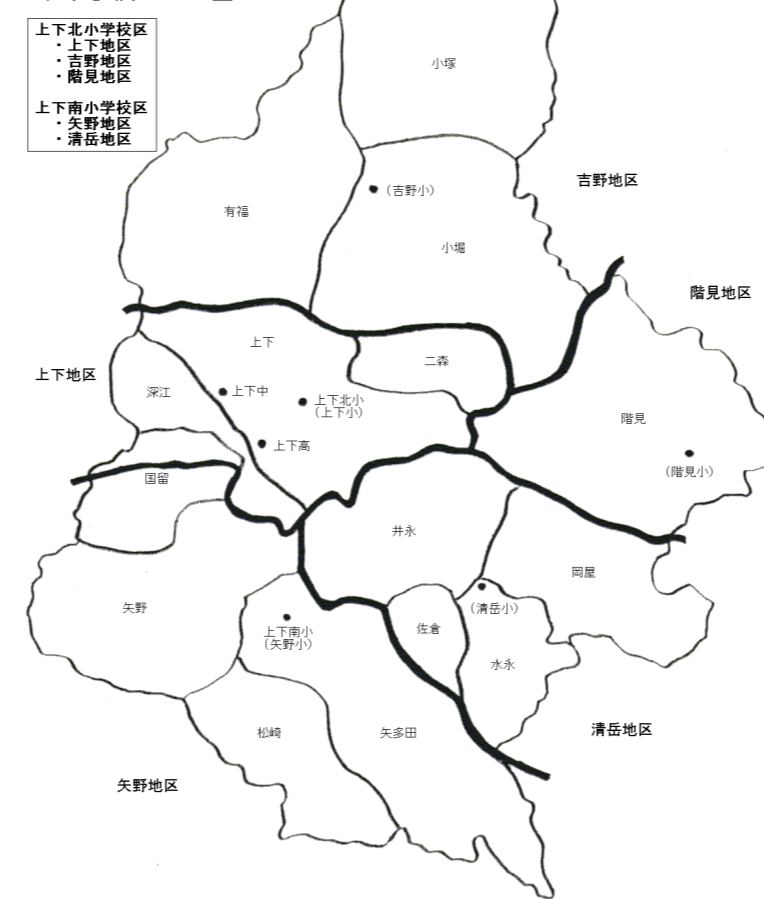 上下北小学校区
・上下地区
・吉野地区
・階見地区
上下南小学校区
・矢野地区
・清岳地区
小塚
吉野地区
(吉野小)
有福
小堀
階見地区
上下
二森
上下地区
深江
上下中
上下北小
(上下小)
階見
上下高
(階見小)
国留
井永
岡屋
矢野
(清岳小)
上下南小
(矢野小)
佐倉
水永
松崎
矢多田
清岳地区
矢野地区